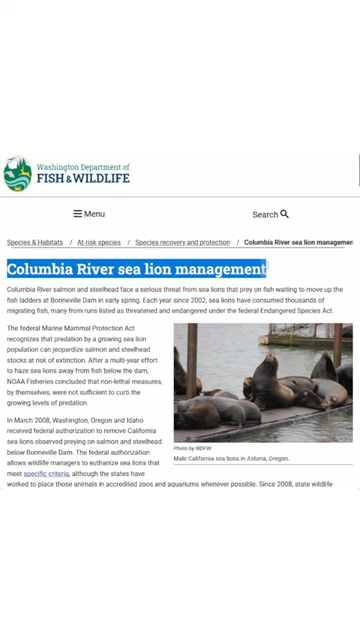 Washington Department of
FISH & WILDLIFE
Menu
Search
Species & Habitats / At risk species / Species recovery and protection / Columbia River sea lion managemen
Columbia River sea lion management
Columbia River salmon and steelhead face a serious threat from sea lions that prey on fish waiting to move up the
fish ladders at Bonneville Dam in early spring. Each year since 2002, sea lions have consumed thousands of
migrating fish, many from runs listed as threatened and endangered under the federal Endangered Species Act.
The federal Marine Mammal Protection Act
recognizes that predation by a growing sea lion
population can jeopardize salmon and steelhead
stocks at risk of extinction. After a multi-year effort
to haze sea lions away from fish below the dam,
NOAA Fisheries concluded that non-lethal measures,
by themselves, were not sufficient to curb the
growing levels of predation.
Photo by WDFW
Male California sea lions in Astoria, Oregon.
In March 2008, Washington, Oregon and Idaho
received federal authorization to remove California
sea lions observed preying on salmon and steelhead
below Bonneville Dam. The federal authorization
allows wildlife managers to euthanize sea lions that
meet specific criteria, although the states have
worked to place those animals in accredited zoos and aquariums whenever possible. Since 2008, state wildlife